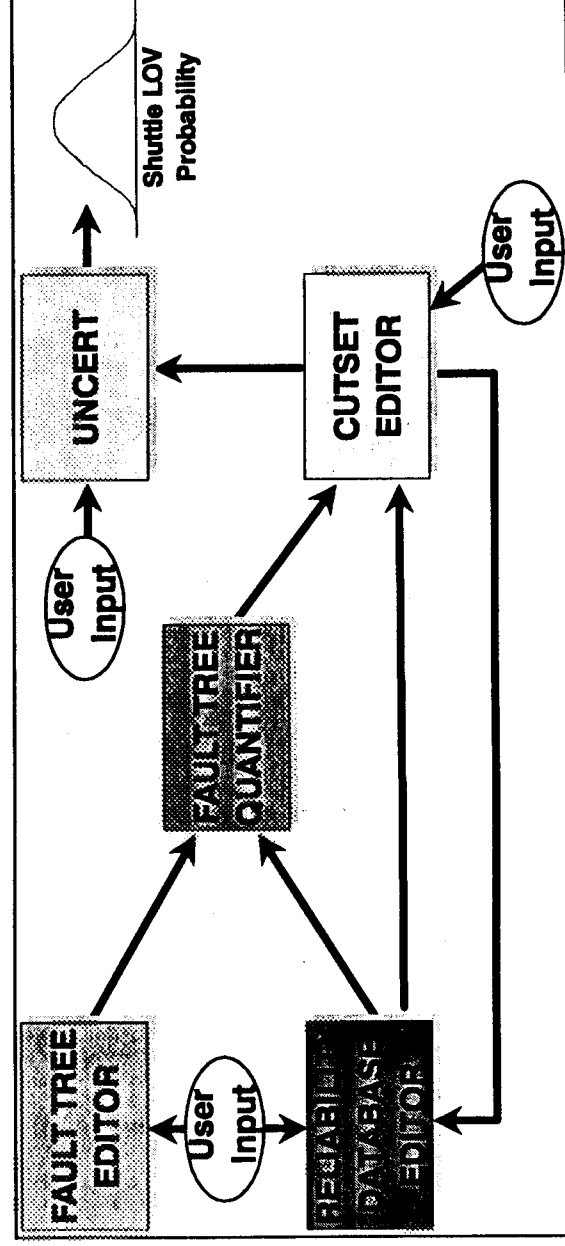 FAULT TREE
EDITOR
User
Input
RELIABILITY
DATABASE
EDITOR
FAULT TREE
QUANTIFIER
User
Input
UNCERT
CUTSET
EDITOR
User
Input
Shuttle LOV
Probability